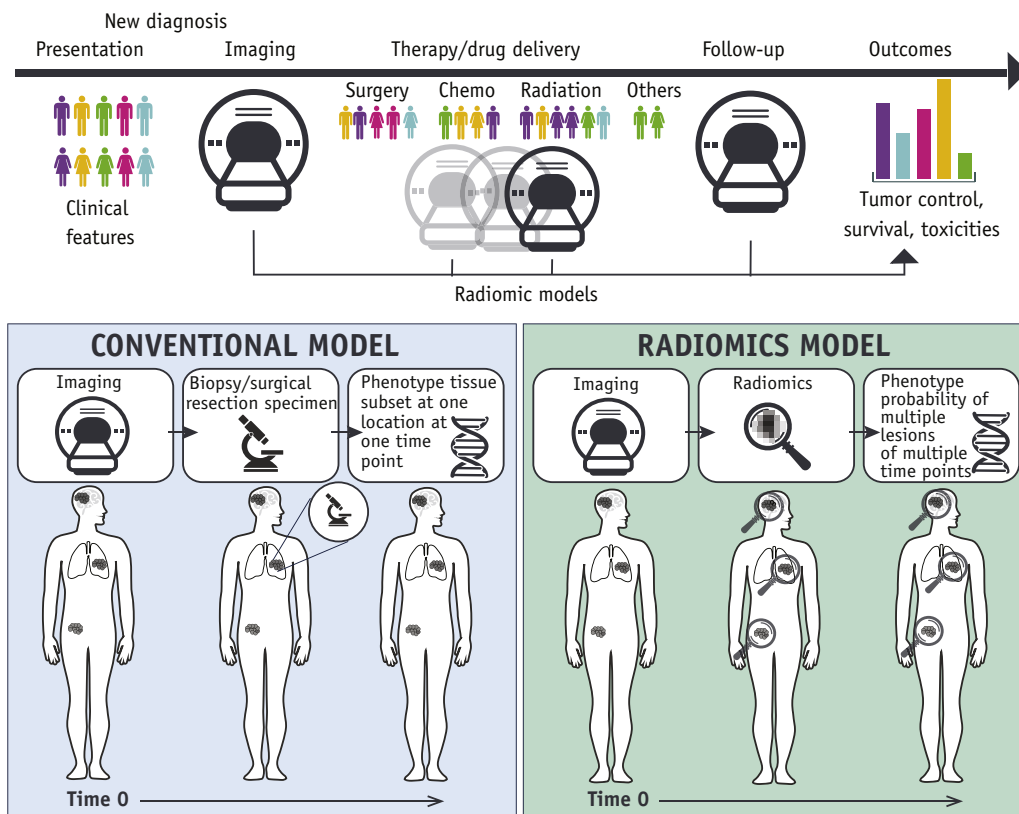 New diagnosis
Presentation Imaging Therapy/drug delivery Follow-up Outcomes
Surgery Chemo Radiation Others
Clinical
features
Tumor control,
survival, toxicities
Radiomic models
CONVENTIONAL MODEL
Imaging
Biopsy/surgical
resection specimen
Phenotype tissue
subset at one
location at
one time
point
Time 0
RADIOMICS MODEL
Imaging
Radiomics
Phenotype
probability of
multiple
lesions
of multiple
time points
Time 0